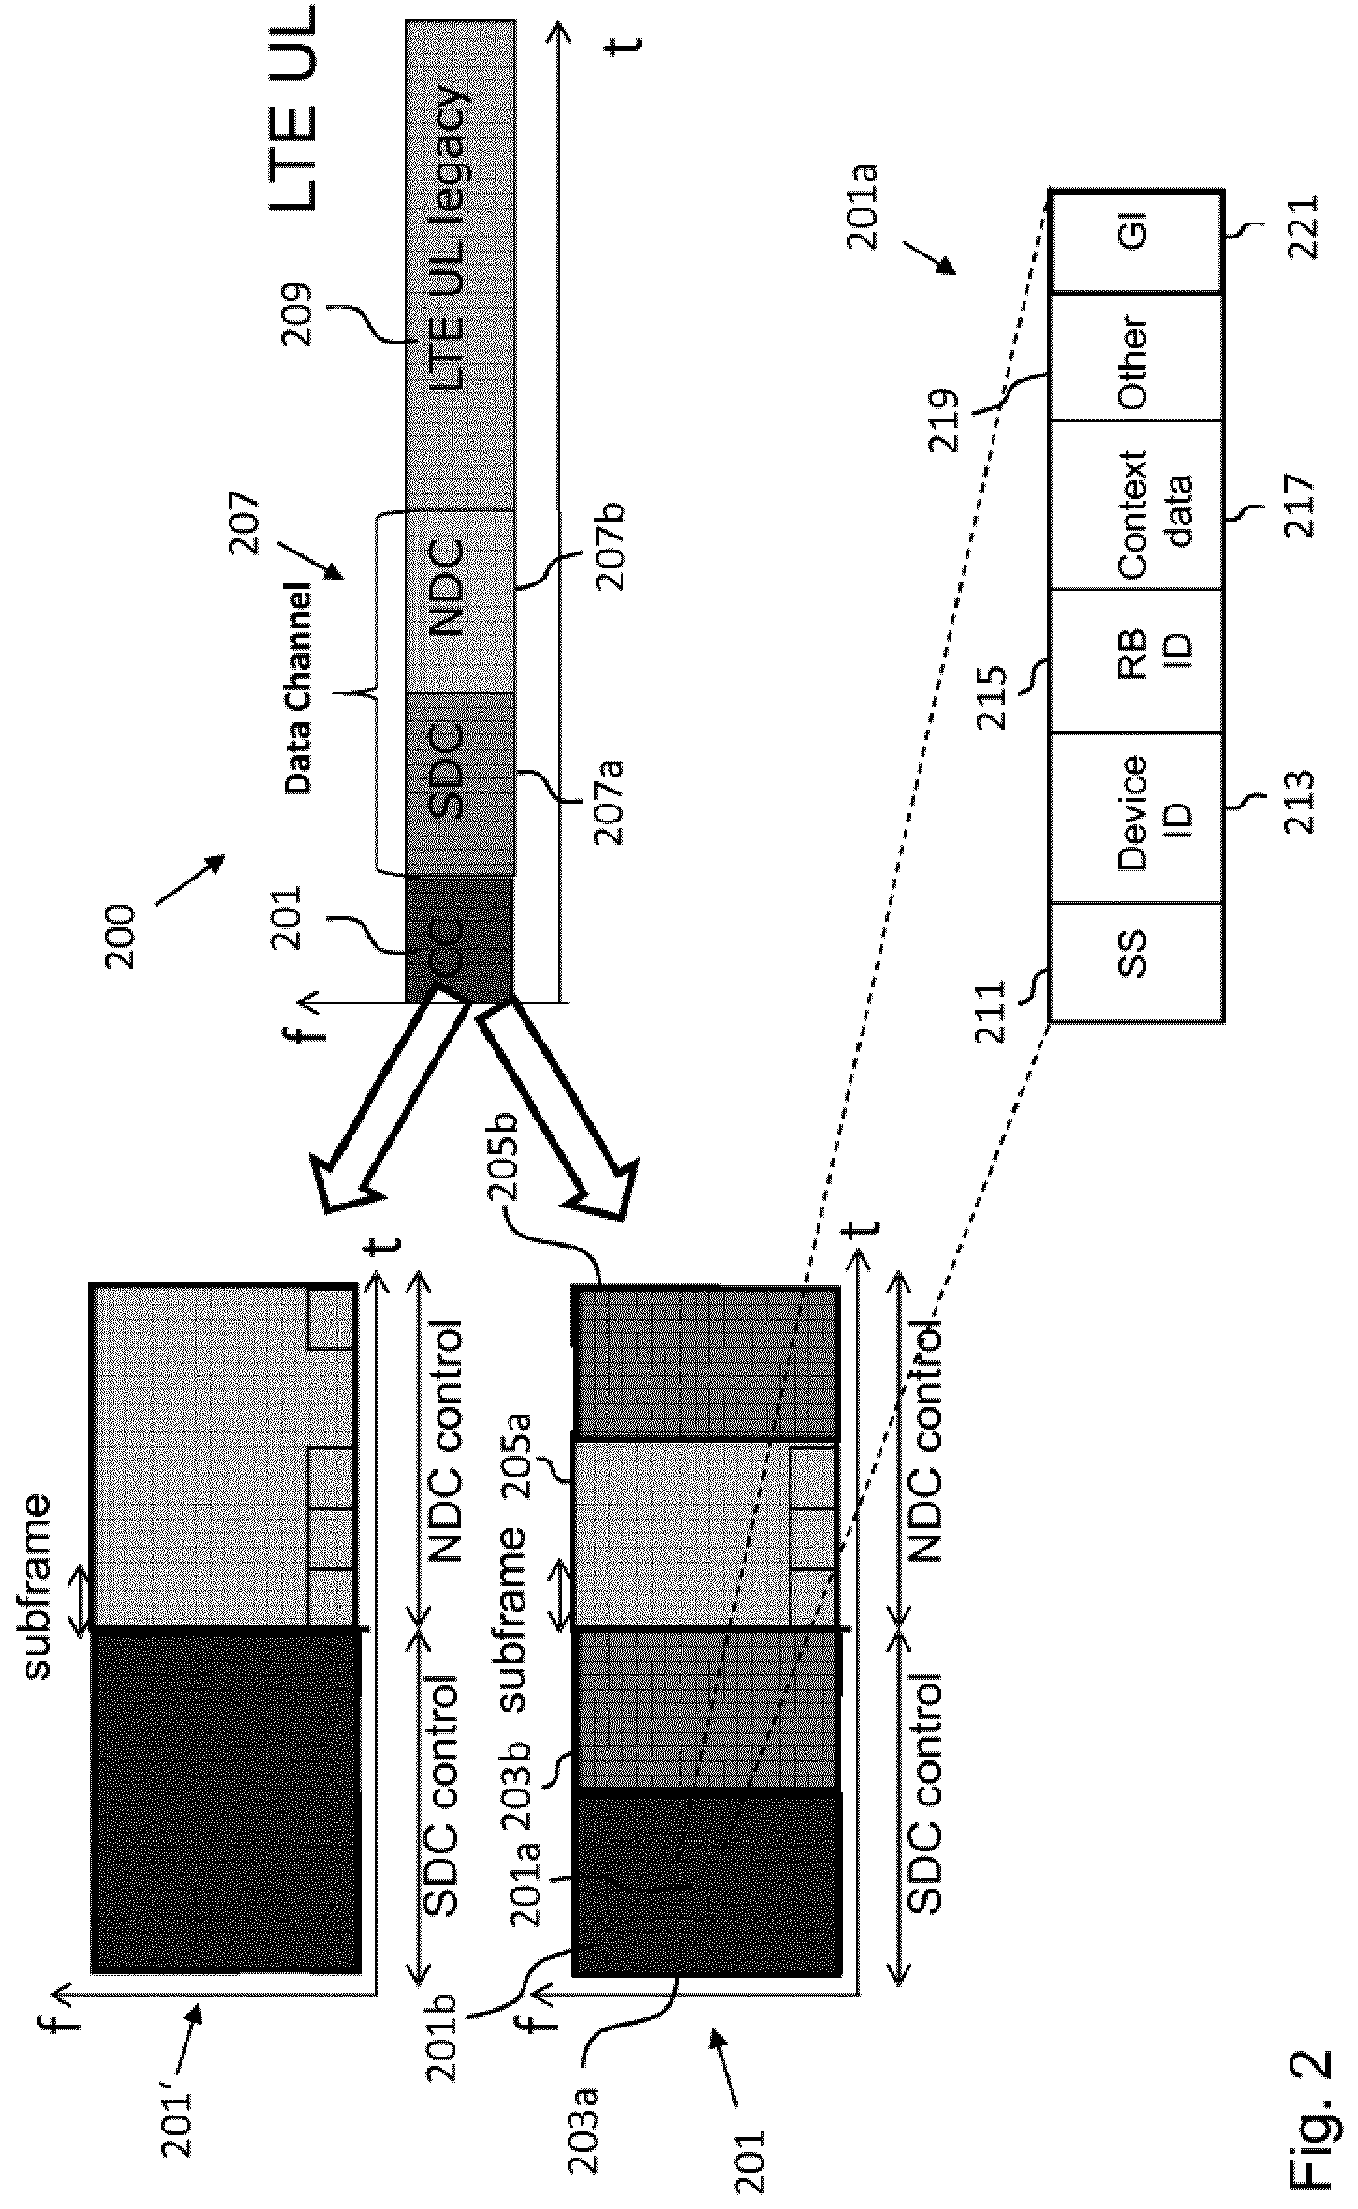 LTE UL
200
f
201
Data Channel
207
209
CC
SDC
NDC
LTE UL legacy
207a
207b
t
201'
f
subframe
t
SDC control
NDC control
201b
203a
201
f
201a
203b
subframe
205a
205b
t
SDC control
NDC control
201a
211
215
219
SS
Device
ID
RB
ID
Context
data
Other
GI
213
217
221
Fig. 2